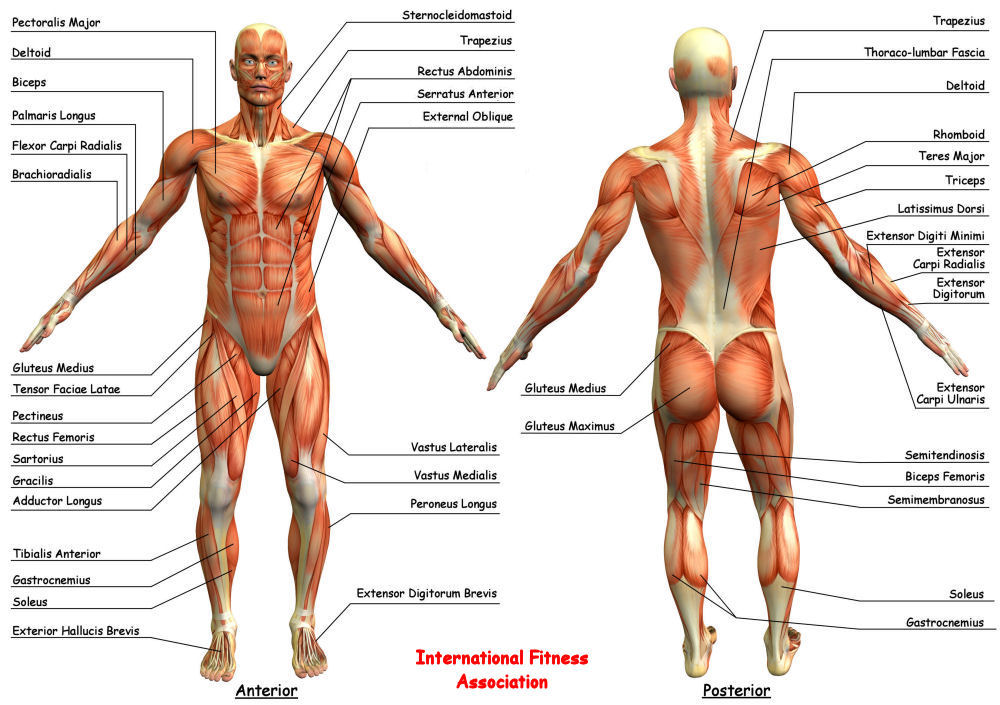 Pectoralis Major
Deltoid
Biceps
Palmaris Longus
Flexor Carpi Radialis
Brachioradialis
Sternocleidomastoid
Trapezius
Rectus Abdominis
Serratus Anterior
External Oblique
Gluteus Medius
Tensor Faciae Latae
Pectineus
Rectus Femoris
Sartorius
Gracilis
Adductor Longus
Tibialis Anterior
Gastrocnemius
Soleus
Exterior Hallucis Brevis
Vastus Lateralis
Vastus Medialis
Peroneus Longus
Extensor Digitorum Brevis
Anterior
International Fitness
Association
Trapezius
Thoraco-lumbar Fascia
Deltoid
Rhomboid
Teres Major
Triceps
Latissimus Dorsi
Extensor Digiti Minimi
Extensor
Carpi Radialis
Extensor
Digitorum
Extensor
Carpi Ulnaris
Gluteus Medius
Gluteus Maximus
Semitendinosis
Biceps Femoris
Semimembranosus
Soleus
Gastrocnemius
Posterior